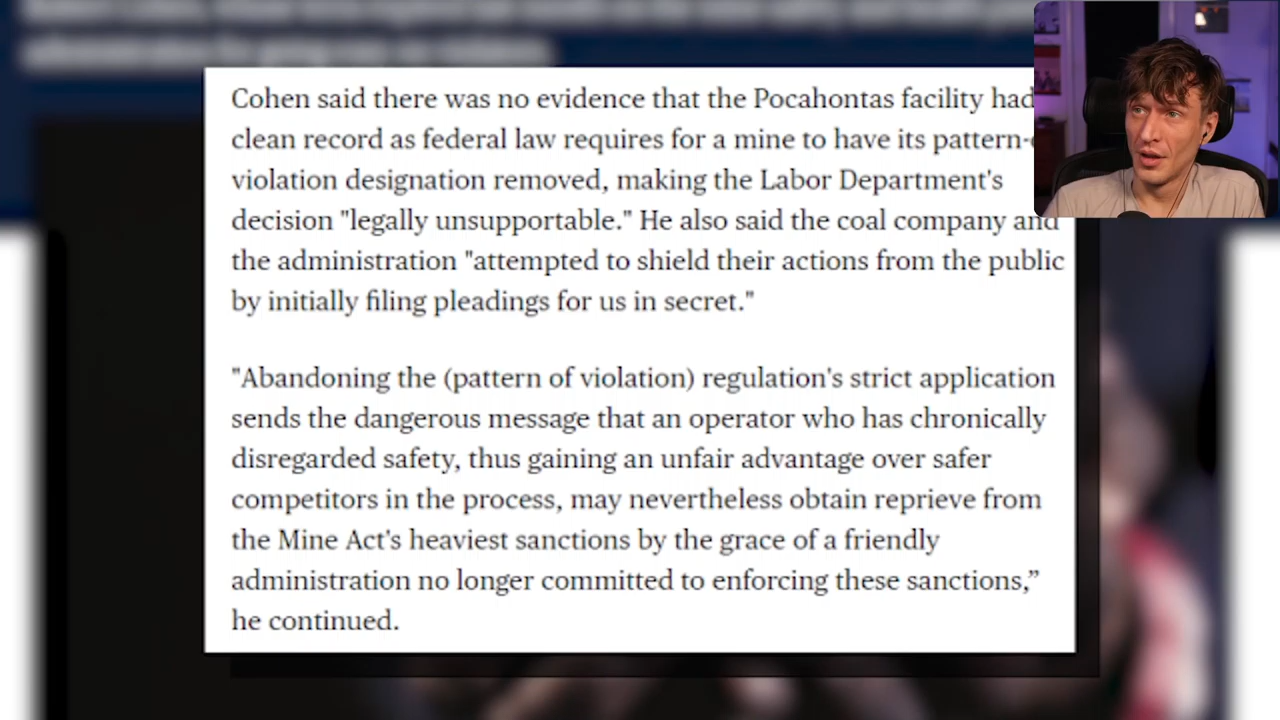 Cohen said there was no evidence that the Pocahontas facility had
clean record as federal law requires for a mine to have its
violation designation removed, making the Labor Department's
decision "legally unsupportable." He also said the coal company and
the administration "attempted to shield their actions from the public
by initially filing pleadings for us in secret."
"Abandoning the (pattern of violation) regulation's strict application
sends the dangerous message that an operator who has chronically
disregarded safety, thus gaining an unfair advantage over safer
competitors in the process, may nevertheless obtain reprieve from
the Mine Act's heaviest sanctions by the grace of a friendly
administration no longer committed to enforcing these sanctions,”
he continued.